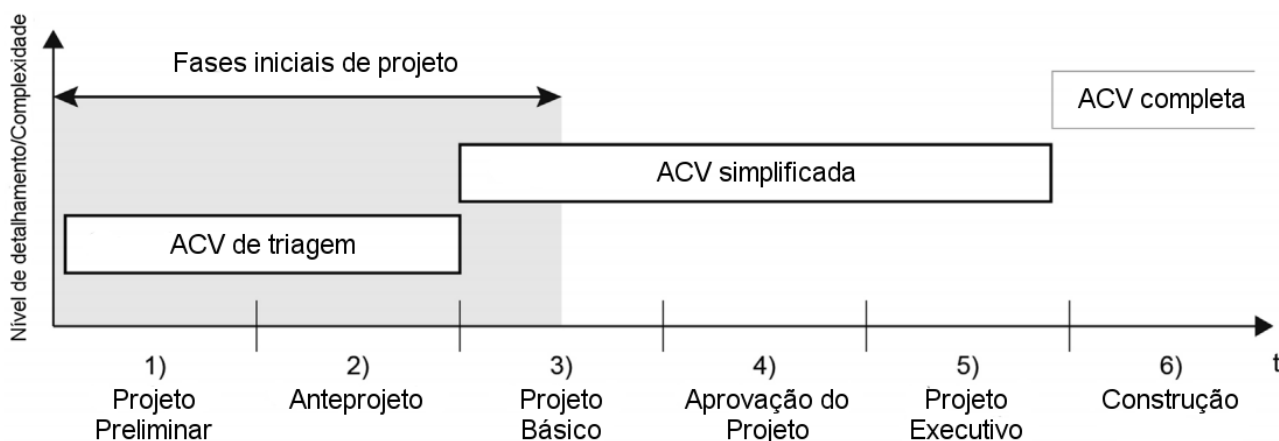 Nível de detalhamento/Complexidade
Fases iniciais de projeto
ACV completa
ACV simplificada
ACV de triagem
1)
2)
3)
4)
5)
6)
t
Projeto
Preliminar
Anteprojeto
Projeto
Básico
Aprovação do
Projeto
Projeto
Executivo
Construção